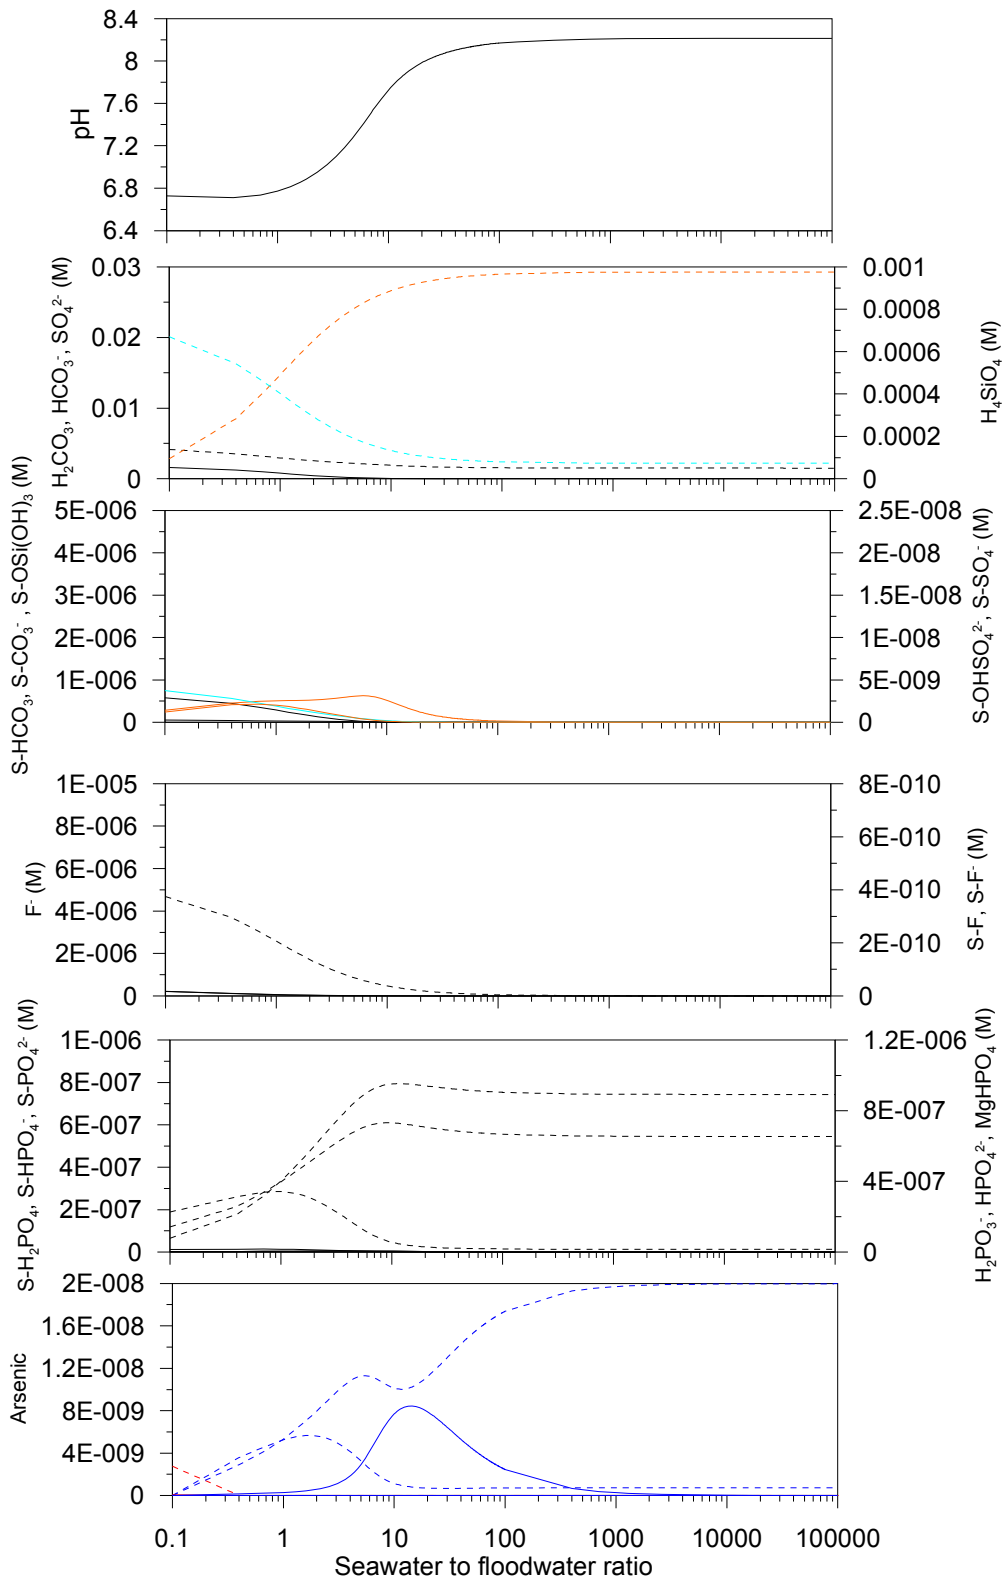 8.4
8
7.6
7.2
6.8
6.4
pH
0.03
0.02
0.01
0
H₂CO₃, HCO₃⁻, SO₄²⁻ (M)
0.001
0.0008
0.0006
0.0004
0.0002
0
H₄SiO₄ (M)
5E-006
4E-006
3E-006
2E-006
1E-006
0
S-HCO₃, S-CO₃⁻, S-OSi(OH)₃ (M)
2.5E-008
2E-008
1.5E-008
1E-008
5E-009
0
S-OHSO₄²⁻, S-SO₄⁻ (M)
1E-005
8E-006
6E-006
4E-006
2E-006
0
F⁻ (M)
8E-010
6E-010
4E-010
2E-010
0
S-F, S-F⁻ (M)
1E-006
8E-007
6E-007
4E-007
2E-007
0
S-H₂PO₄, S-HPO₄⁻, S-PO₄²⁻ (M)
1.2E-006
8E-007
4E-007
0
H₂PO₃⁻, HPO₄²⁻, MgHPO₄ (M)
2E-008
1.6E-008
1.2E-008
8E-009
4E-009
0
Arsenic
0.1 1 10 100 1000 10000 100000
Seawater to floodwater ratio